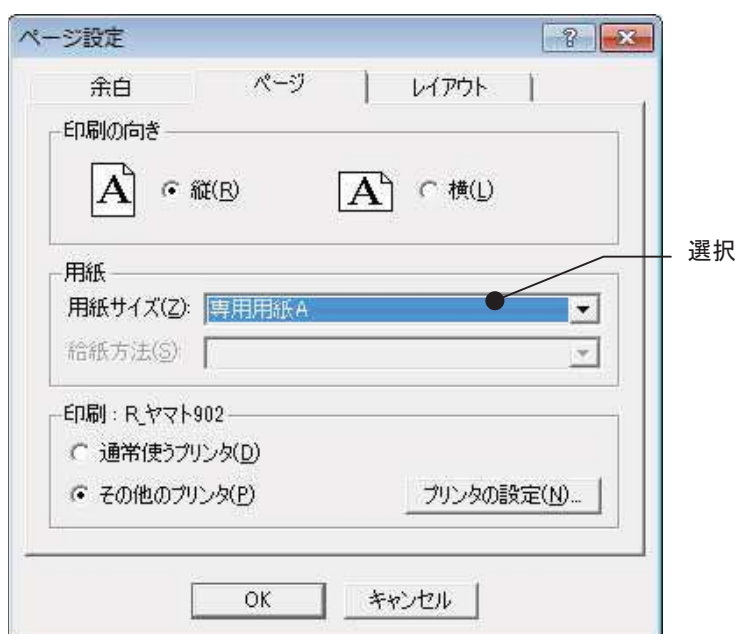 ページ設定
余白 ページ レイアウト
印刷の向き
A 縦(R) A 横(L)
選択
用紙
用紙サイズ(Z): 専用用紙A
給紙方法(S):
印刷 : R_ヤマト902
通常使うプリンタ(D)
その他のプリンタ(P) プリンタの設定(N)...
OK キャンセル